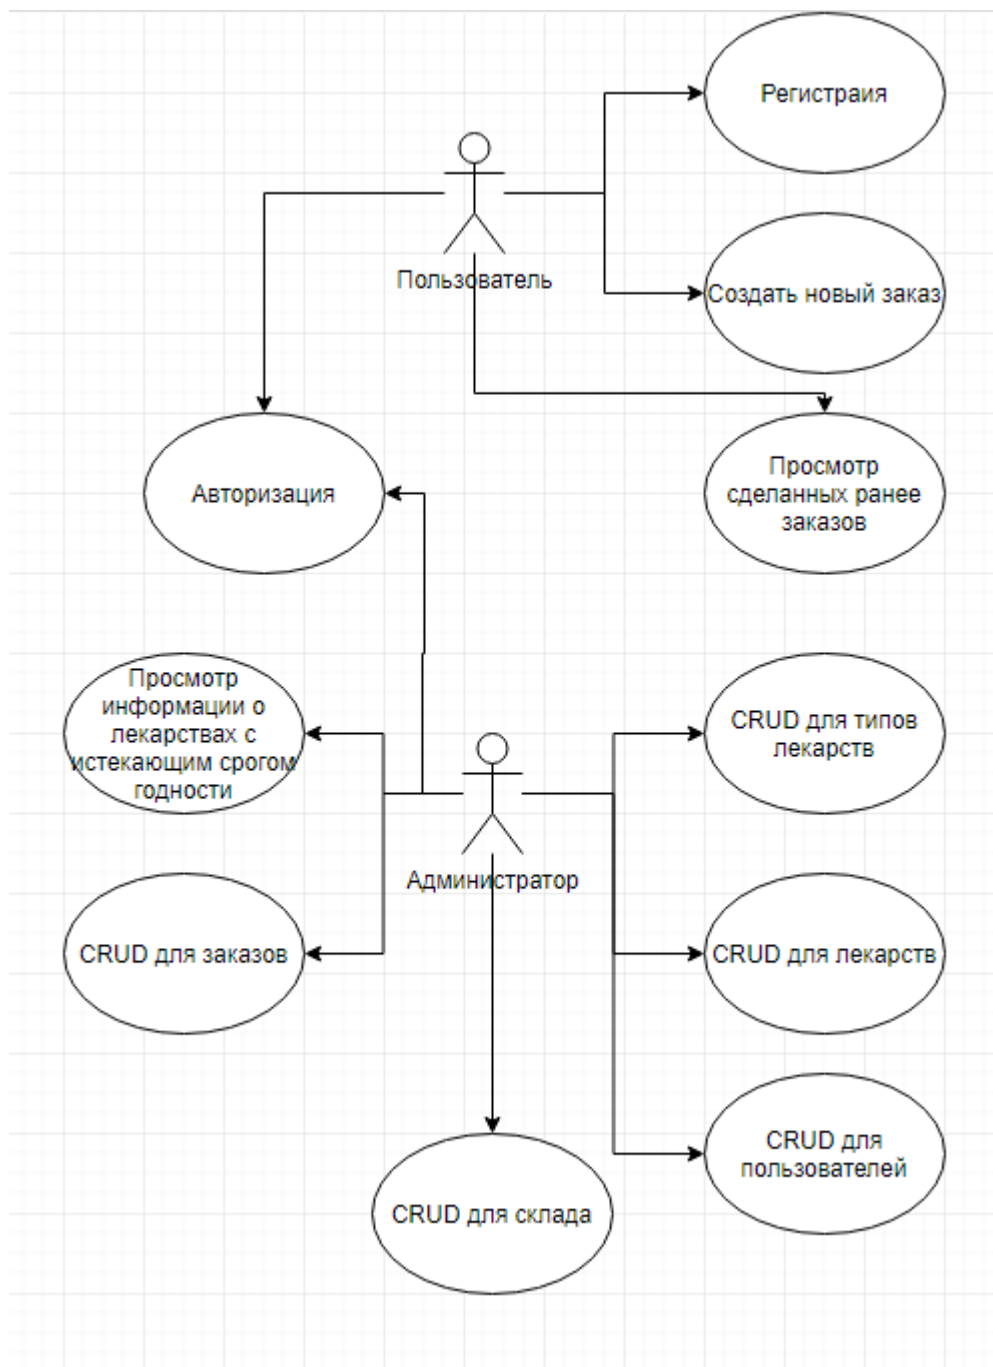 Регистраия
Пользователь
Создать новый заказ
Авторизация
Просмотр
сделанных ранее
заказов
Просмотр
информации о
лекарствах с
истекающим срогом
годности
CRUD для типов
лекарств
Администратор
CRUD для заказов
CRUD для лекарств
CRUD для
пользователей
CRUD для склада